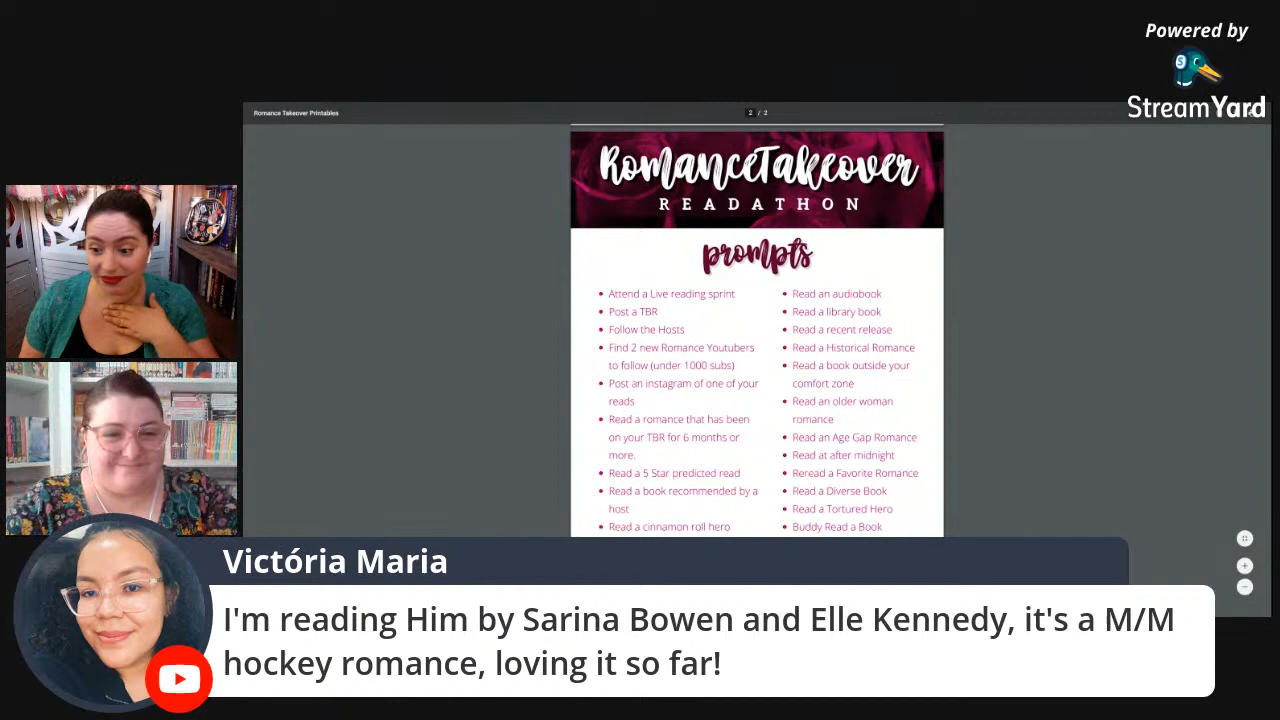 Powered by
StreamYard
Romance Takeover Printables
2 / 2
RomanceTakeover
READATHON
prompts
• Attend a Live reading sprint
• Post a TBR
• Follow the Hosts
• Find 2 new Romance Youtubers
to follow (under 1000 subs)
• Post an instagram of one of your
reads
• Read a romance that has been
on your TBR for 6 months or
more.
• Read a 5 Star predicted read
• Read a book recommended by a
host
• Read a cinnamon roll hero
• Read an audiobook
• Read a library book
• Read a recent release
• Read a Historical Romance
• Read a book outside your
comfort zone
• Read an older woman
romance
• Read an Age Gap Romance
• Read at after midnight
• Reread a Favorite Romance
• Read a Diverse Book
• Read a Tortured Hero
• Buddy Read a Book
Victória Maria
I'm reading Him by Sarina Bowen and Elle Kennedy, it's a M/M
hockey romance, loving it so far!